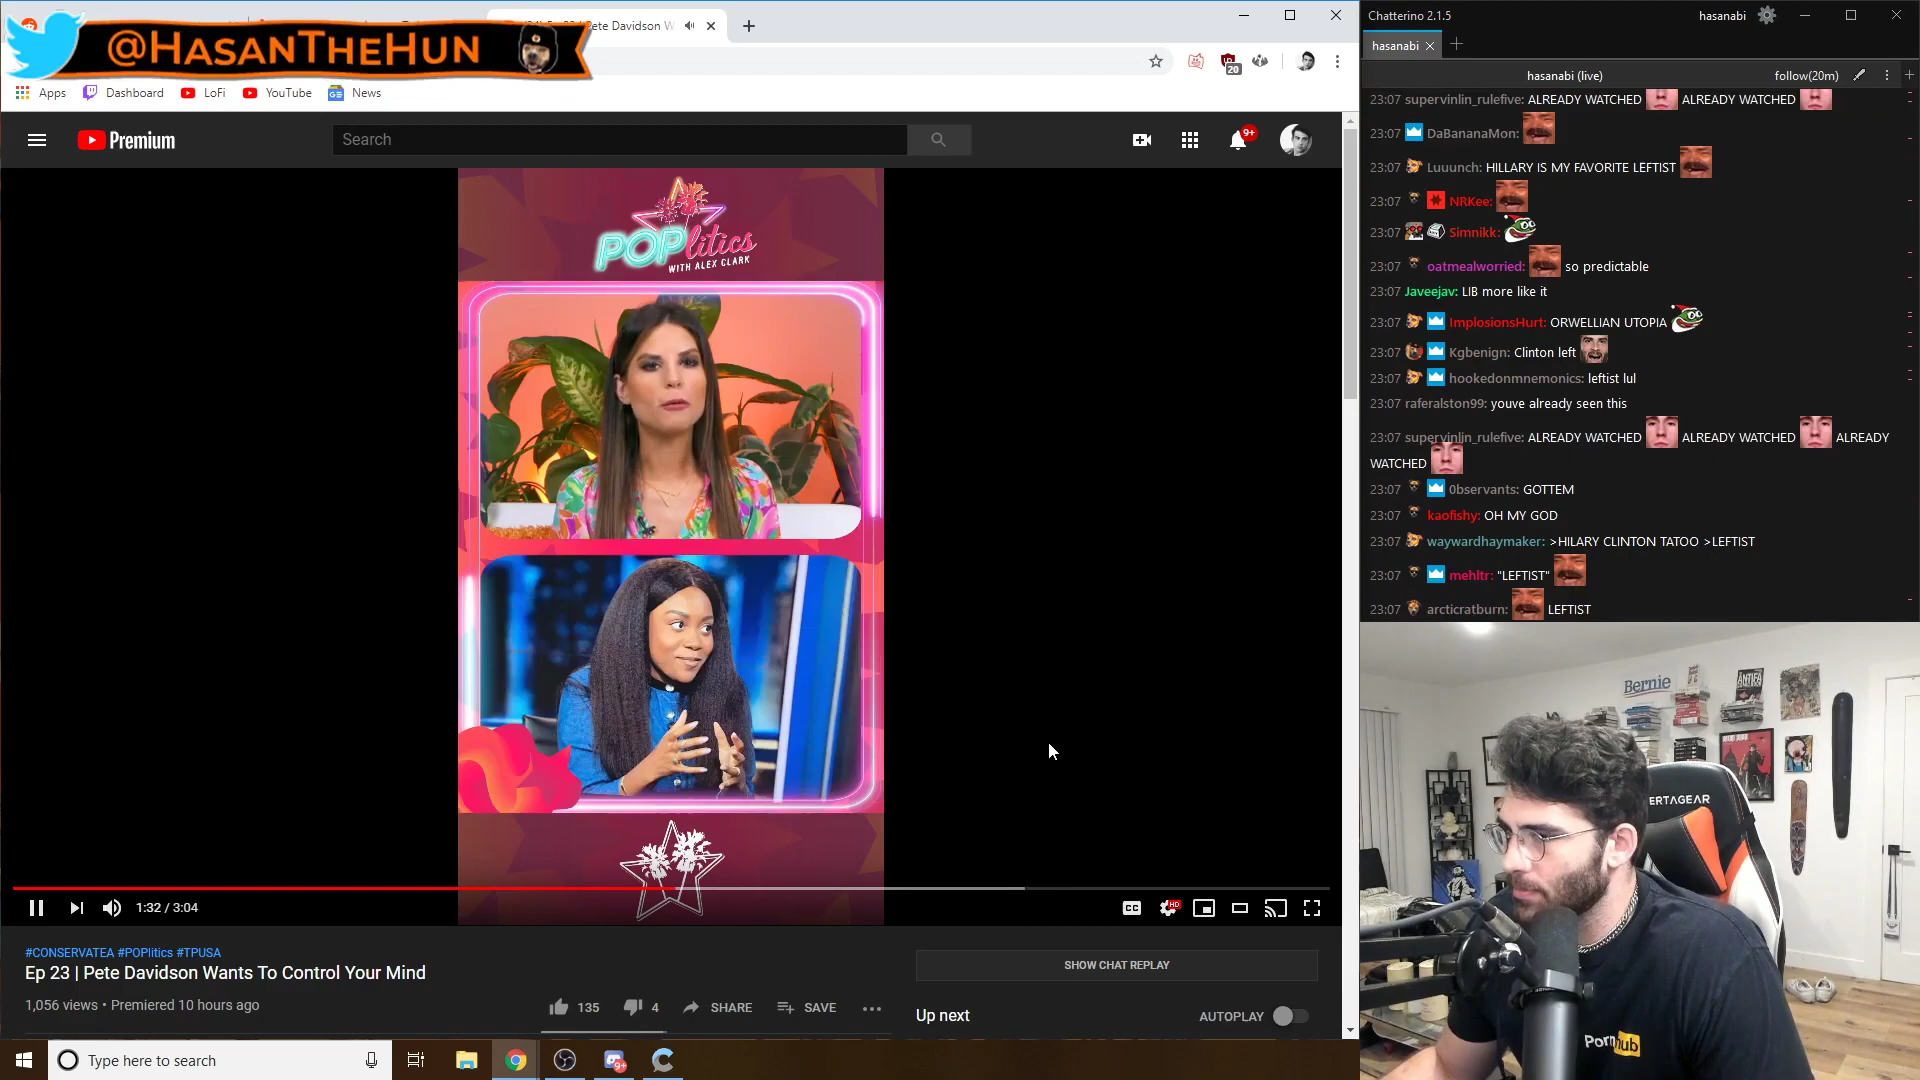 @HasanTheHun
Pete Davidson W
20
Apps
Dashboard
LoFi
YouTube
News
Premium
Search
9+
POPlitics
WITH ALEX CLARK
1:32 / 3:04
CC
HD
#CONSERVATEA #POPlitics #TPUSA
Ep 23 | Pete Davidson Wants To Control Your Mind
1,056 views • Premiered 10 hours ago
135
4
SHARE
SAVE
SHOW CHAT REPLAY
Up next
AUTOPLAY
Type here to search
9+
Chatterino 2.1.5
hasanabi
hasanabi
hasanabi (live)
follow(20m)
23:07 supervinlin_rulefive: ALREADY WATCHED ALREADY WATCHED
23:07 DaBananaMon:
23:07 Luuunch: HILLARY IS MY FAVORITE LEFTIST
23:07 NRKee:
23:07 Simnikk:
23:07 oatmealworried: so predictable
23:07 Javeejav: LIB more like it
23:07 ImplosionsHurt: ORWELLIAN UTOPIA
23:07 Kgbenign: Clinton left
23:07 hookedonmnemonics: leftist lul
23:07 raferalston99: youve already seen this
23:07 supervinlin_rulefive: ALREADY WATCHED ALREADY WATCHED ALREADY
WATCHED
23:07 0bservants: GOTTEM
23:07 kaofishy: OH MY GOD
23:07 waywardhaymaker: >HILARY CLINTON TATOO >LEFTIST
23:07 mehltr: "LEFTIST"
23:07 arcticratburn: LEFTIST
Bernie
ANTIFA
ERTAGEAR
Porn hub